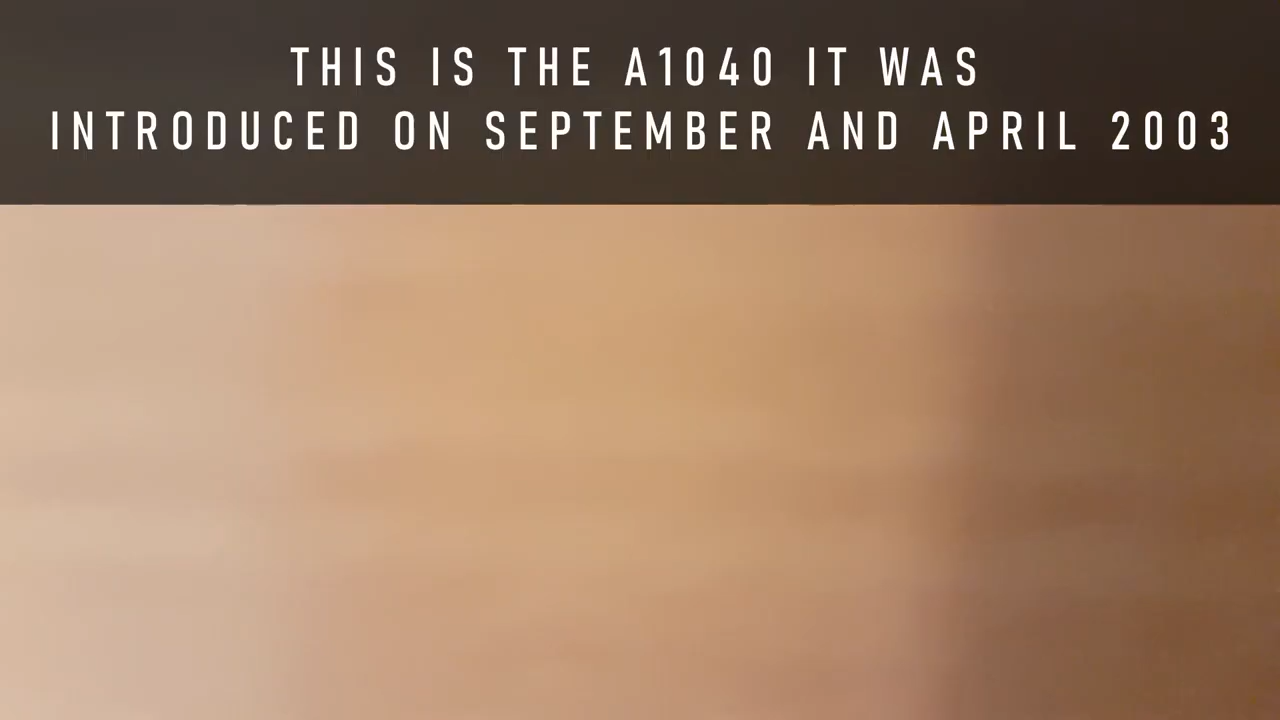 THIS IS THE A1040 IT WAS
INTRODUCED ON SEPTEMBER AND APRIL 2003